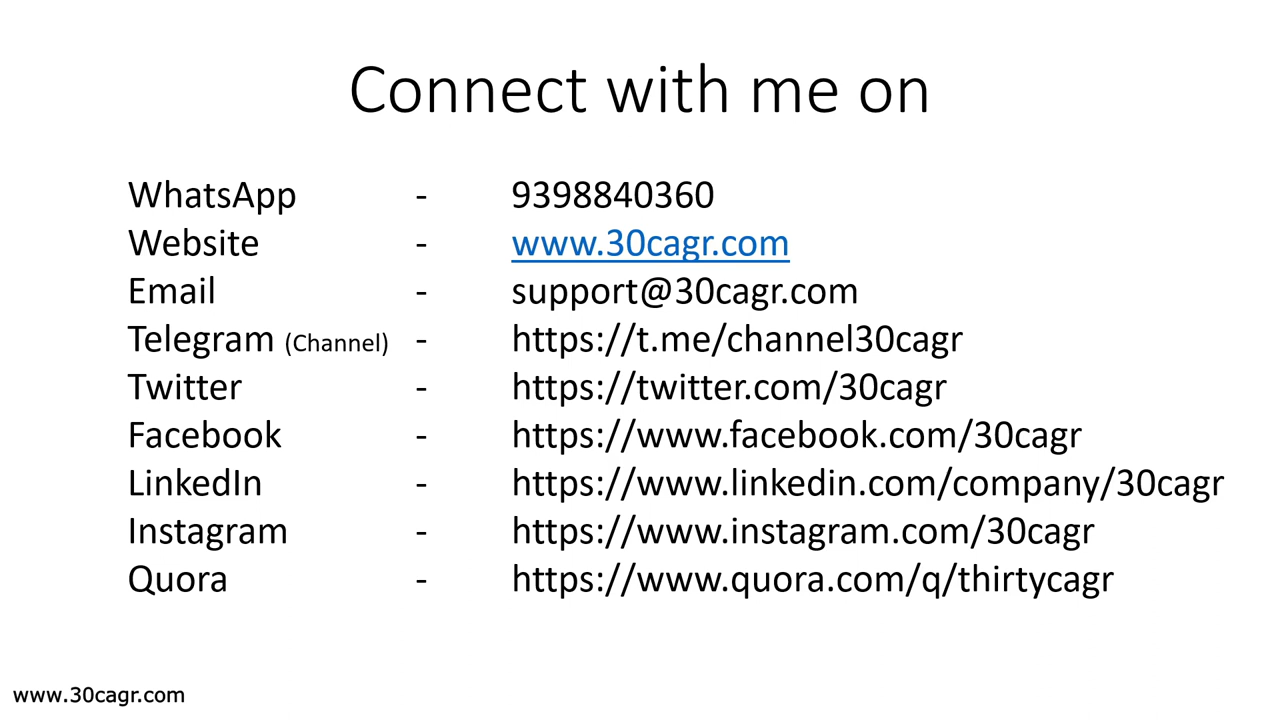 Connect with me on
WhatsApp - 9398840360
Website - www.30cagr.com
Email - support@30cagr.com
Telegram (Channel) - https://t.me/channel30cagr
Twitter - https://twitter.com/30cagr
Facebook - https://www.facebook.com/30cagr
LinkedIn - https://www.linkedin.com/company/30cagr
Instagram - https://www.instagram.com/30cagr
Quora - https://www.quora.com/q/thirtycagr
www.30cagr.com